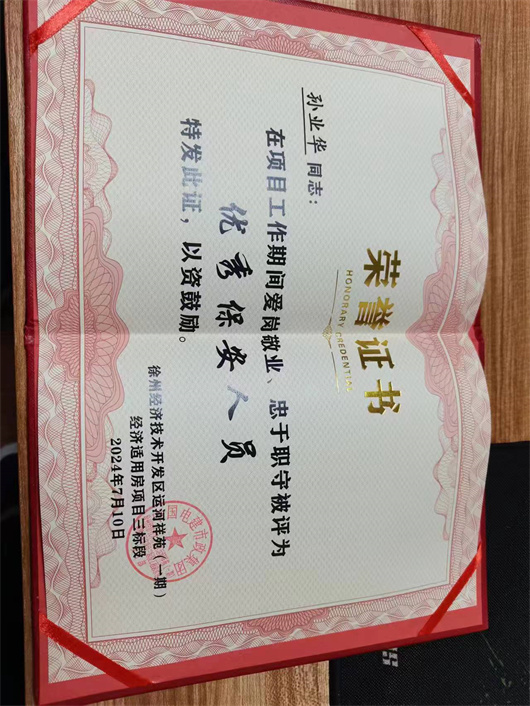 荣誉证书
HONORARY CREDENTIAL
孙业华 同志：
在项目工作期间爱岗敬业、忠于职守被评为
优秀保安人员
特发此证，以资鼓励。
徐州经济技术开发区运河祥苑（一期）
经济适用房项目三标段
2024年7月10日